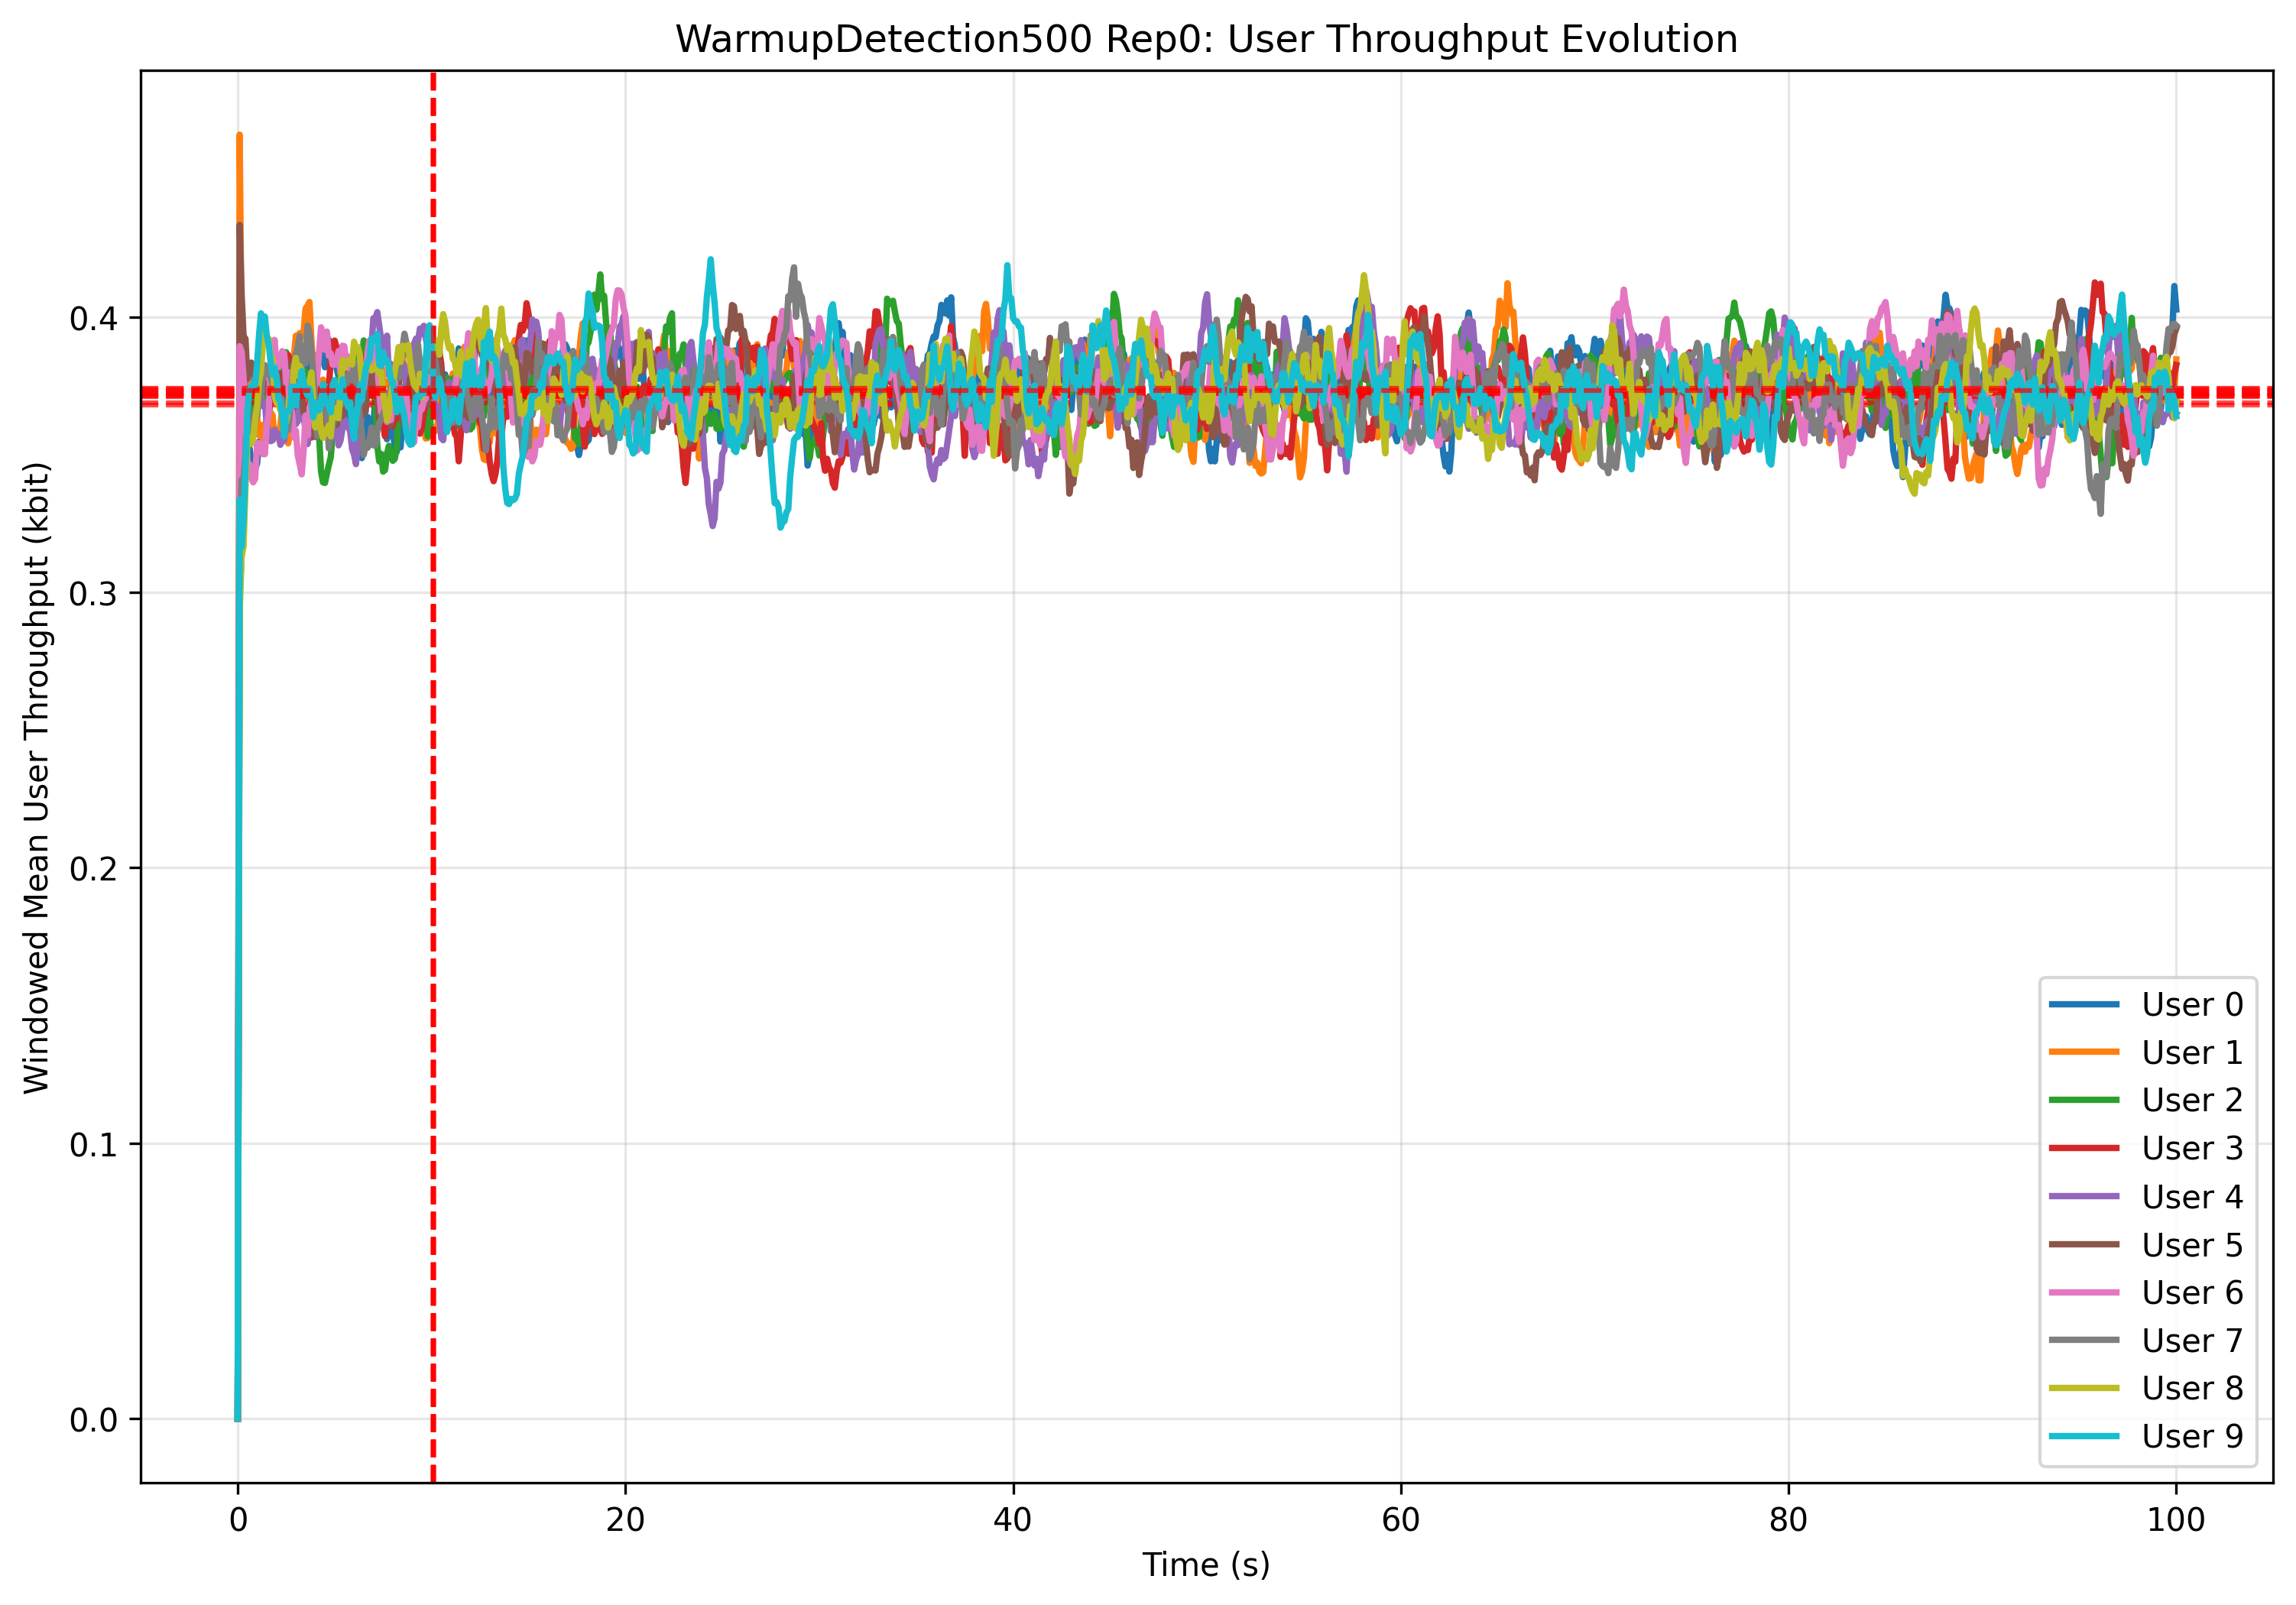 WarmupDetection500 Rep0: User Throughput Evolution
Windowed Mean User Throughput (kbit)
0.4
0.3
0.2
0.1
0.0
0 20 40 60 80 100
Time (s)
User 0
User 1
User 2
User 3
User 4
User 5
User 6
User 7
User 8
User 9